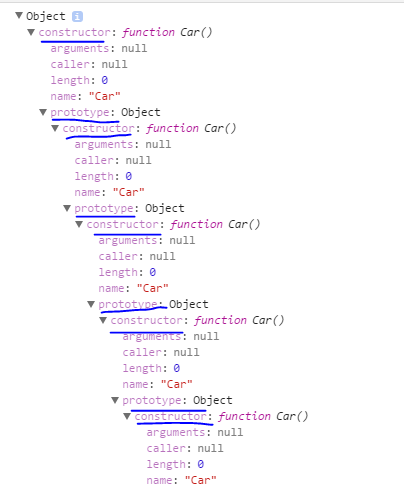 Object i
constructor: function Car()
arguments: null
caller: null
length: 0
name: "Car"
prototype: Object
constructor: function Car()
arguments: null
caller: null
length: 0
name: "Car"
prototype: Object
constructor: function Car()
arguments: null
caller: null
length: 0
name: "Car"
prototype: Object
constructor: function Car()
arguments: null
caller: null
length: 0
name: "Car"
prototype: Object
constructor: function Car()
arguments: null
caller: null
length: 0
name: "Car"